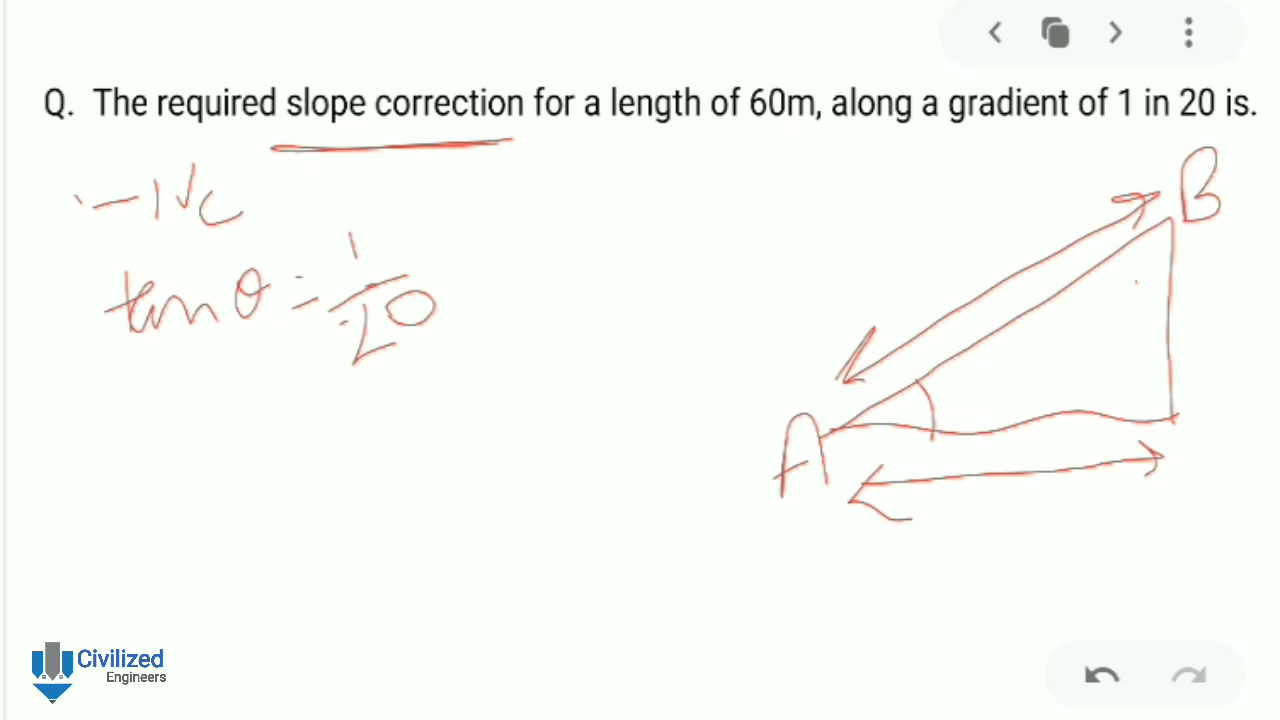 Q. The required slope correction for a length of 60m, along a gradient of 1 in 20 is.
-ive
tan θ = 1/20
B
A
Civilized
Engineers